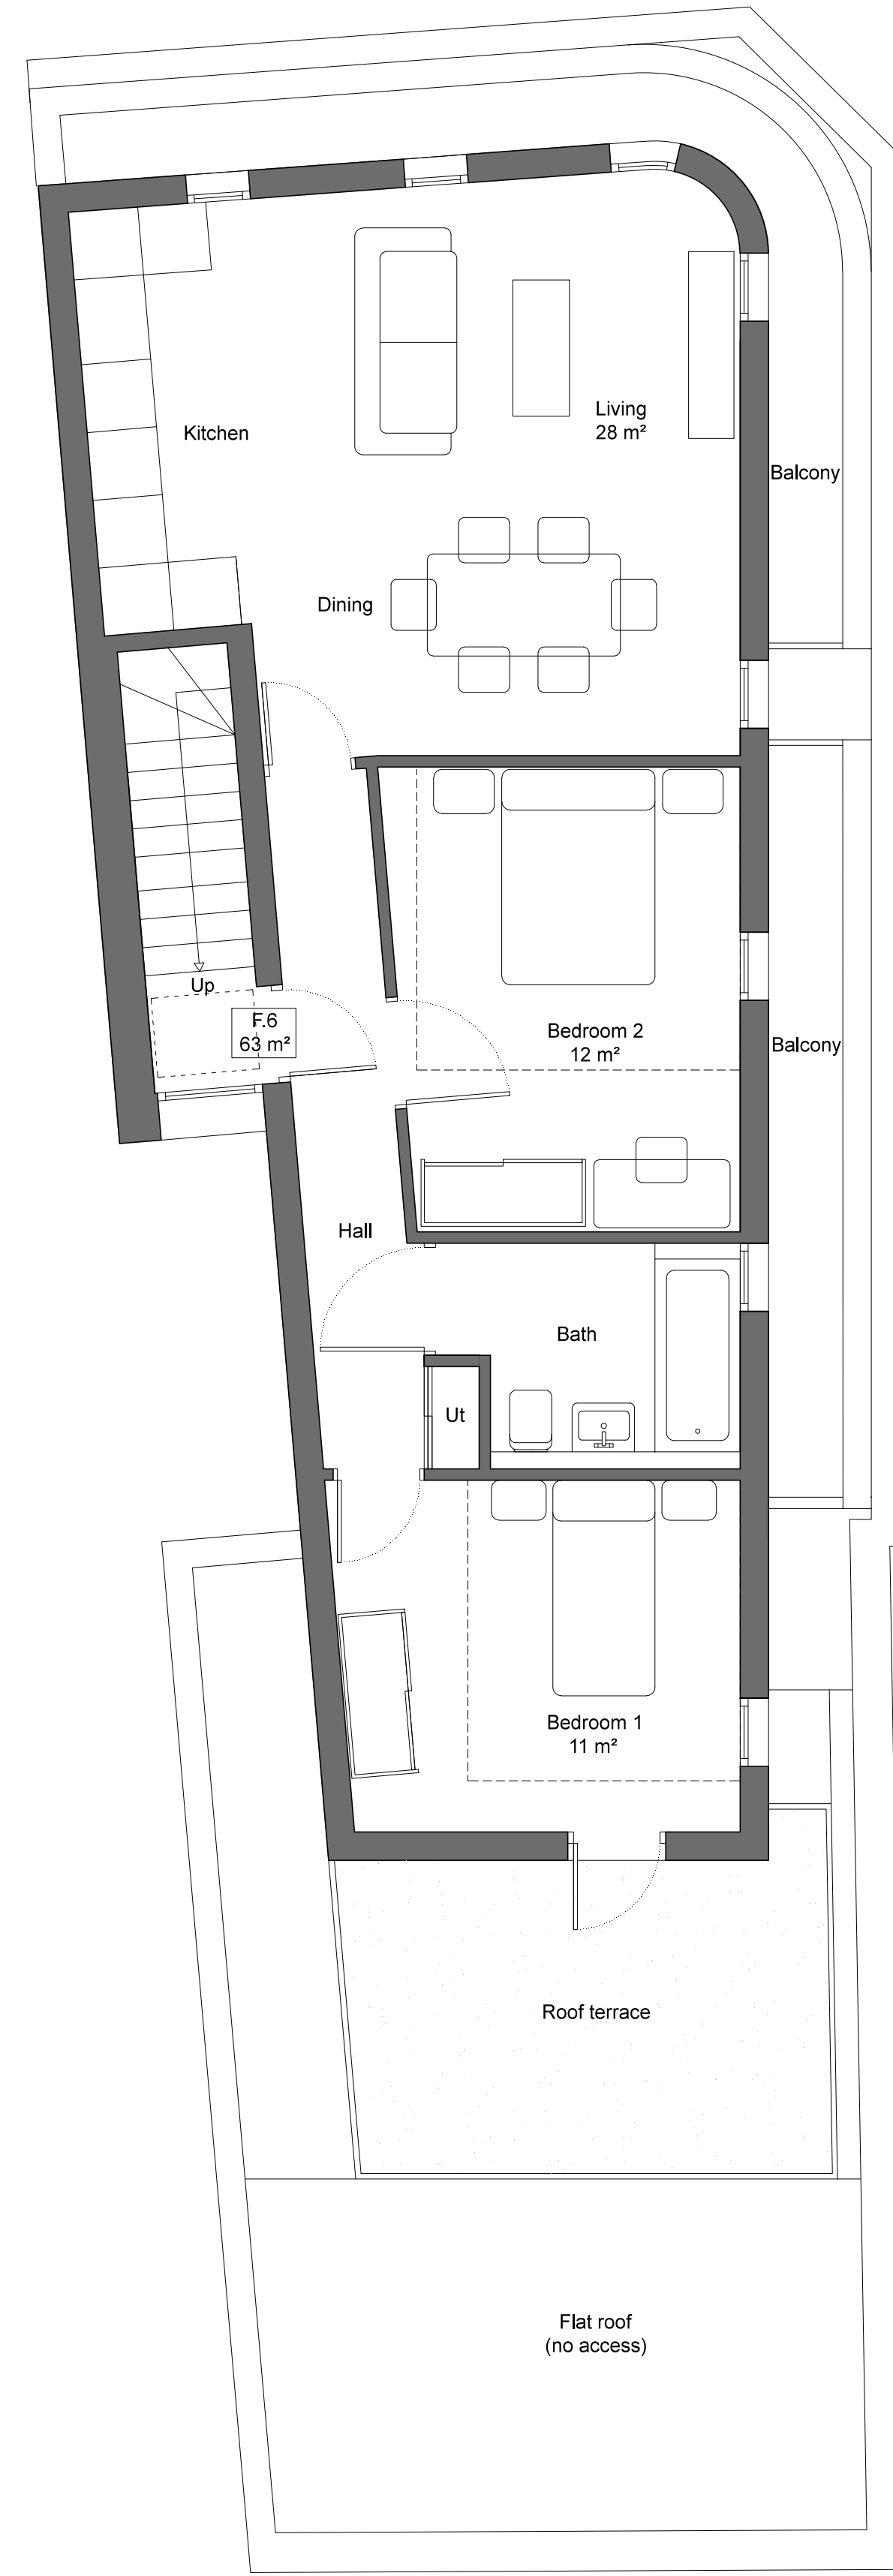 Living
28 m²
Kitchen
Balcony
Dining
Up
F.6
63 m²
Bedroom 2
12 m²
Balcony
Hall
Bath
Ut
Bedroom 1
11 m²
Roof terrace
Flat roof
(no access)